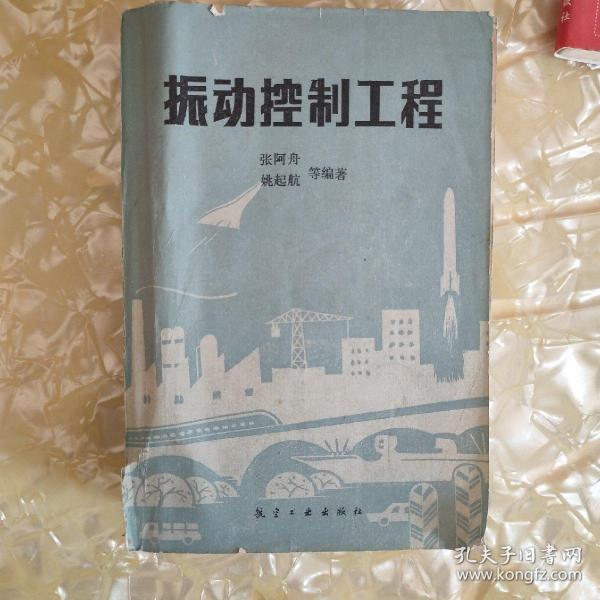 振动控制工程
张阿舟
姚起航 等编著
航空工业出版社
孔夫子旧书网
www.kongfz.com